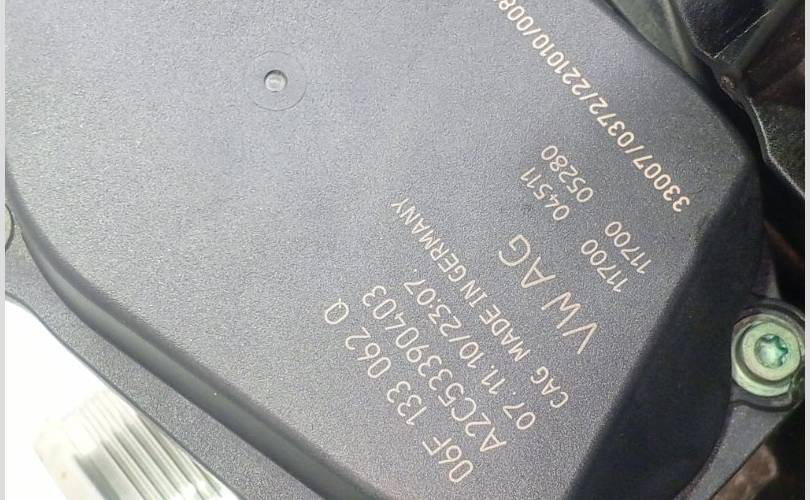 06F 133 062 Q
A2C53390403
07.11.10/23:07.
CAG MADE IN GERMANY
VW AG
11700 04511
11700 05280
33007/0372/221010/008